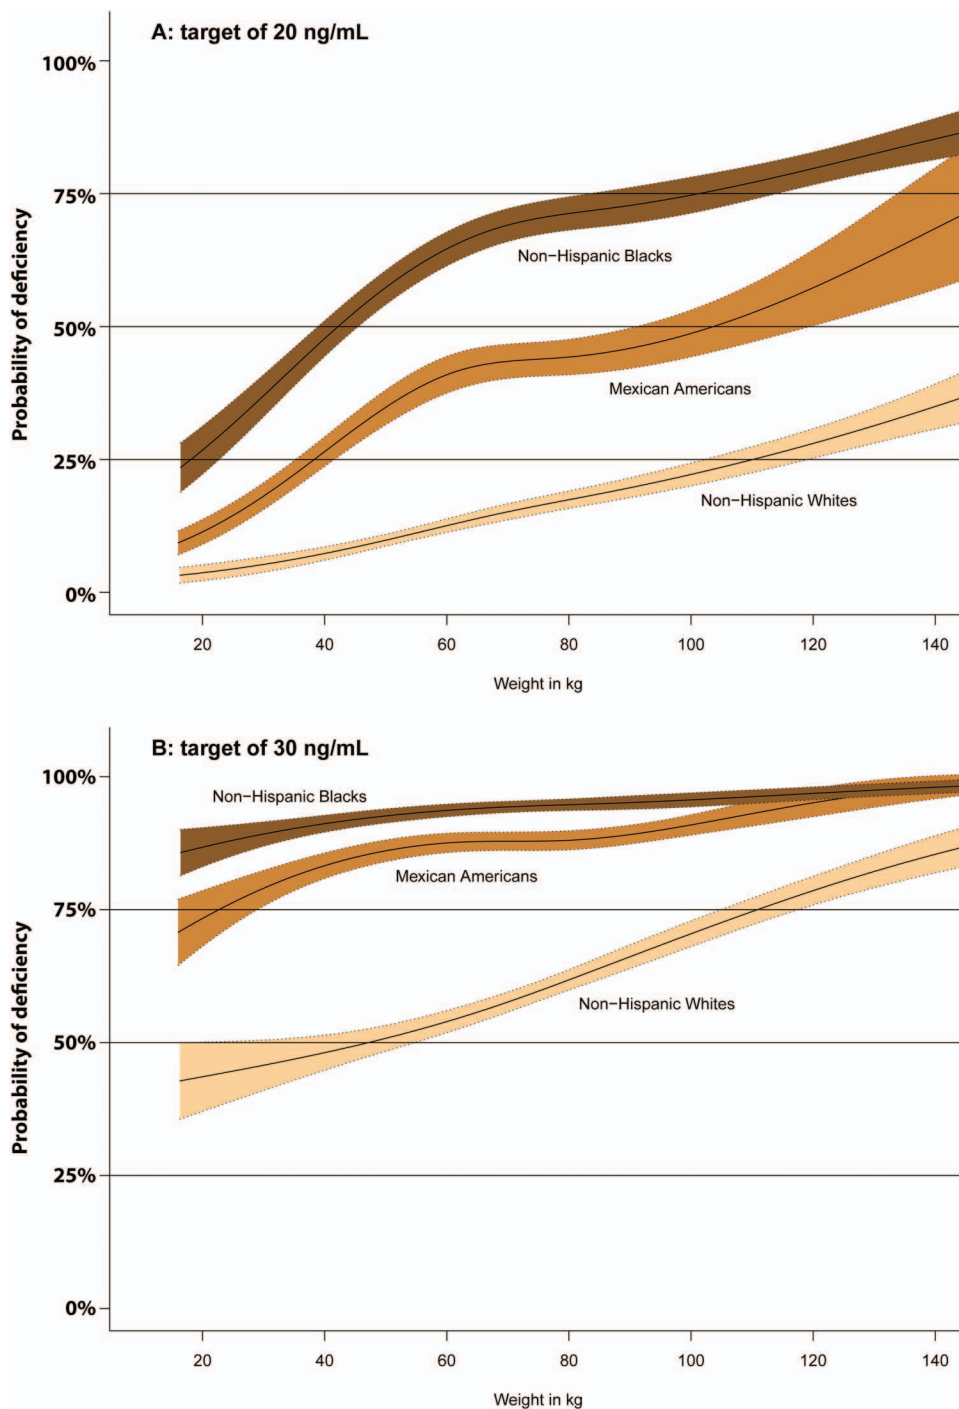 A: target of 20 ng/mL
100%
75%
50%
25%
0%
Probability of deficiency
Non−Hispanic Blacks
Mexican Americans
Non−Hispanic Whites
20 40 60 80 100 120 140
Weight in kg
B: target of 30 ng/mL
100%
75%
50%
25%
0%
Probability of deficiency
Non−Hispanic Blacks
Mexican Americans
Non−Hispanic Whites
20 40 60 80 100 120 140
Weight in kg